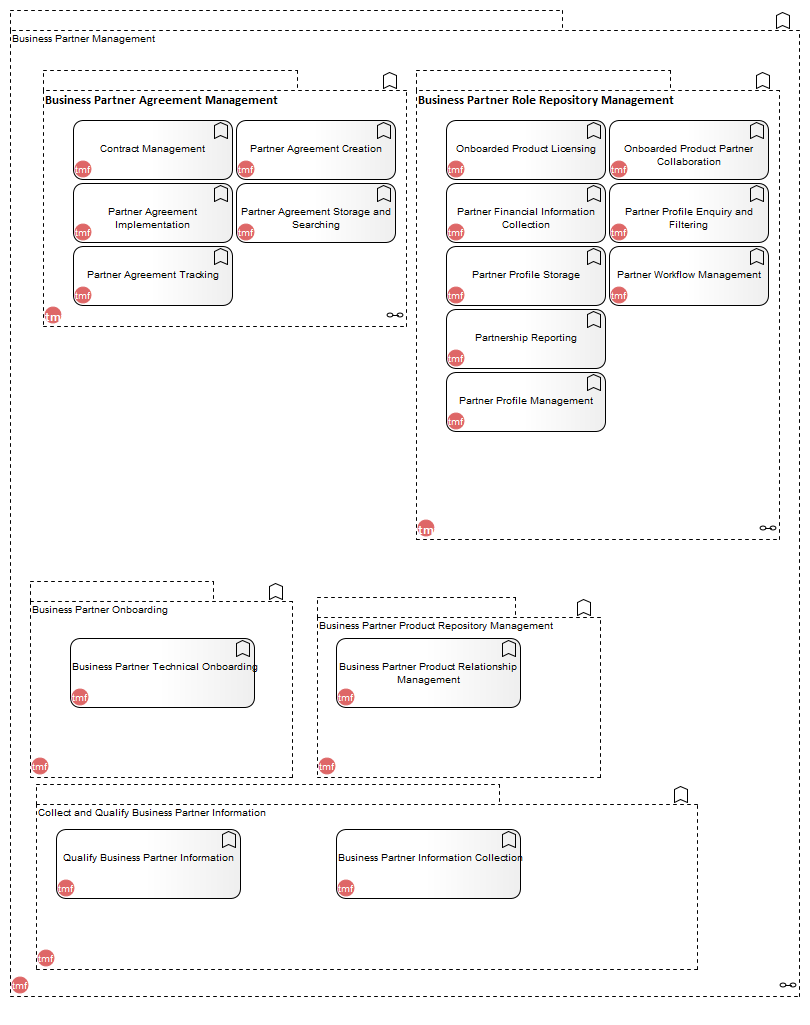 Business Partner Management
Business Partner Agreement Management
Contract Management
tmf
Partner Agreement Creation
tmf
Partner Agreement
Implementation
tmf
Partner Agreement Storage and
Searching
tmf
Partner Agreement Tracking
tmf
tm
Business Partner Role Repository Management
Onboarded Product Licensing
tmf
Onboarded Product Partner
Collaboration
tmf
Partner Financial Information
Collection
tmf
Partner Profile Enquiry and
Filtering
tmf
Partner Profile Storage
tmf
Partner Workflow Management
tmf
Partnership Reporting
tmf
Partner Profile Management
tmf
tm
Business Partner Onboarding
Business Partner Technical Onboarding
tmf
tmf
Business Partner Product Repository Management
Business Partner Product Relationship
Management
tmf
tmf
Collect and Qualify Business Partner Information
Qualify Business Partner Information
tmf
Business Partner Information Collection
tmf
tmf
tmf